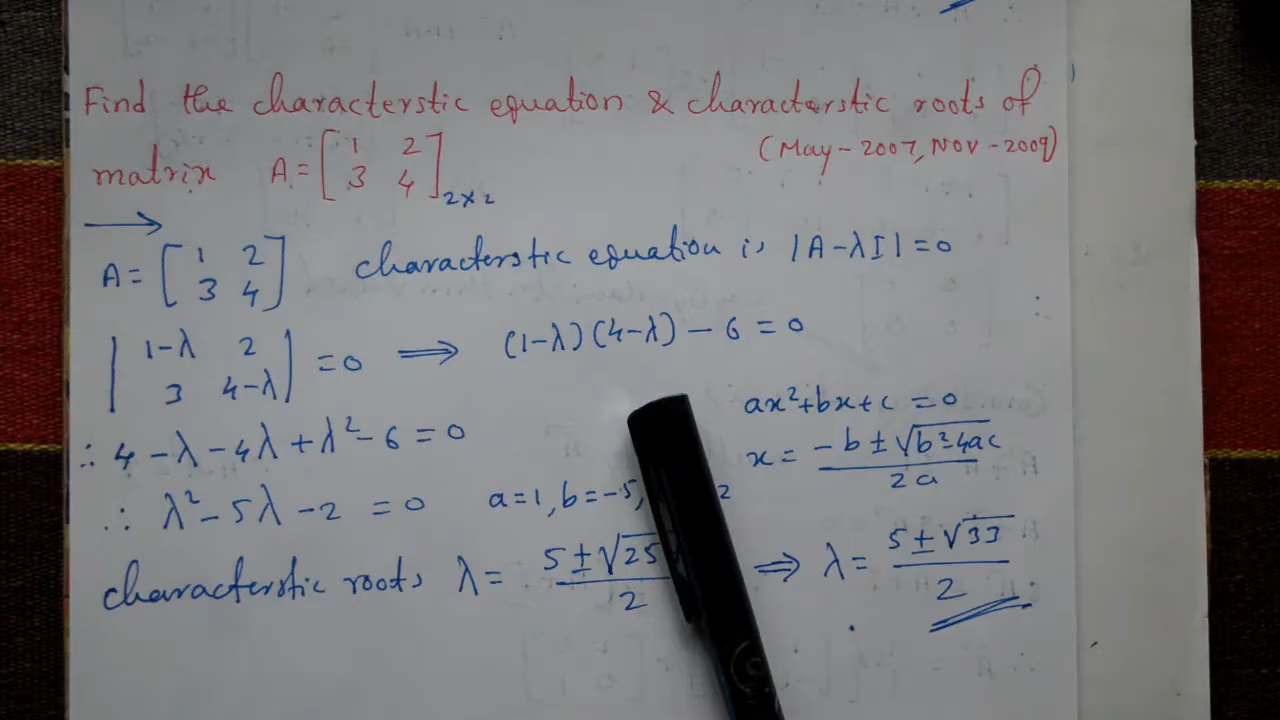 Find the characterstic equation & characterstic roots of
matrix A = [1 2 3 4] 2×2 (May-2007, Nov-2009)
A = [1 2 3 4] characterstic equation is |A-λI| = 0
|1-λ 2 3 4-λ| = 0 ⟹ (1-λ)(4-λ) - 6 = 0
ax²+bx+c = 0
∴ 4 - λ - 4λ + λ² - 6 = 0
x = -b ± √b²-4ac / 2a
∴ λ² - 5λ - 2 = 0 a=1, b=-5, 2
characterstic roots λ = 5 ± √25 / 2 ⟹ λ = 5 ± √33 / 2